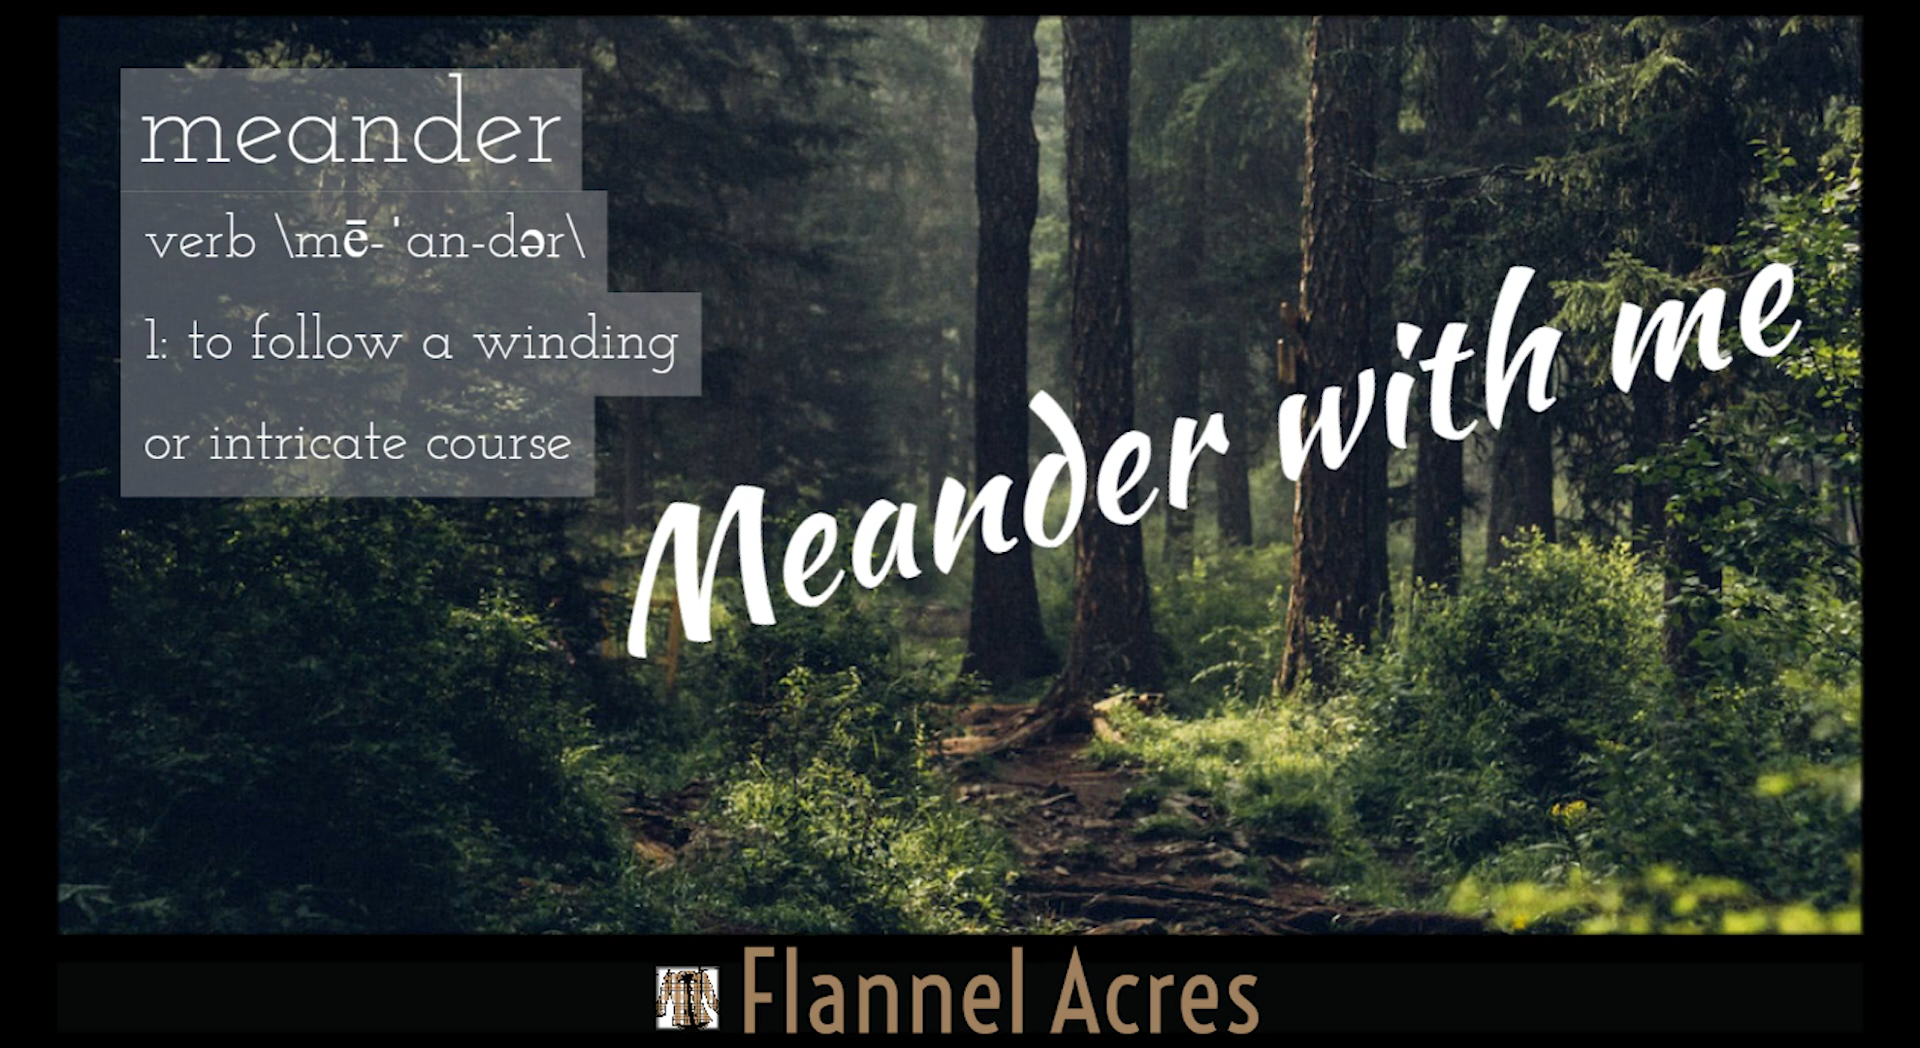 meander
verb \mē-ˈan-dər\
1: to follow a winding
or intricate course
Meander with me
Flannel Acres